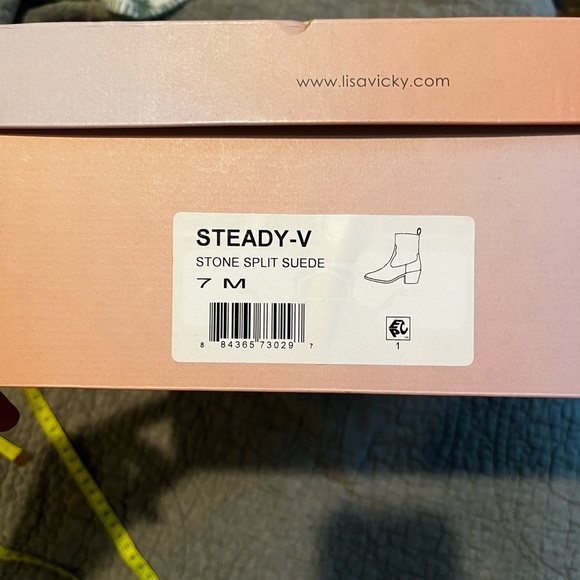 www.lisavicky.com
STEADY-V
STONE SPLIT SUEDE
7 M
8 84365 73029 7
1